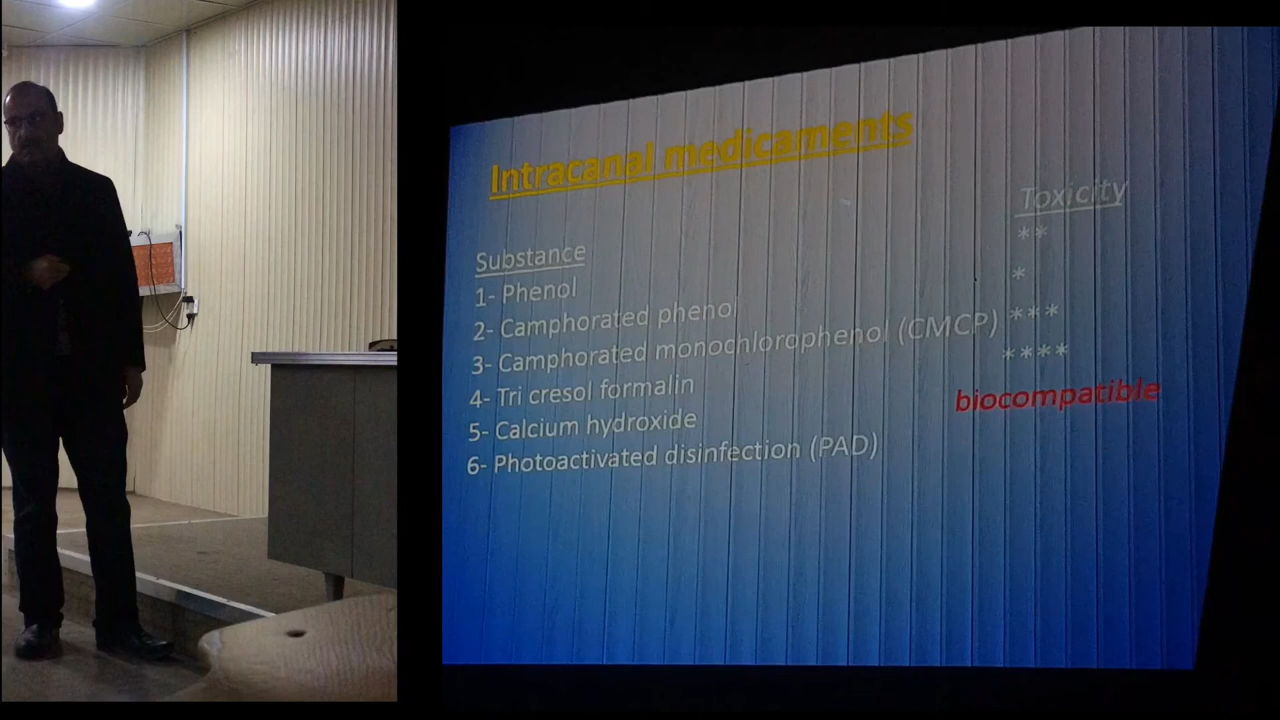 Intracanal medicaments
Substance Toxicity
1- Phenol **
2- Camphorated phenol *
3- Camphorated monochlorophenol (CMCP) ***
4- Tri cresol formalin ****
5- Calcium hydroxide biocompatible
6- Photoactivated disinfection (PAD)